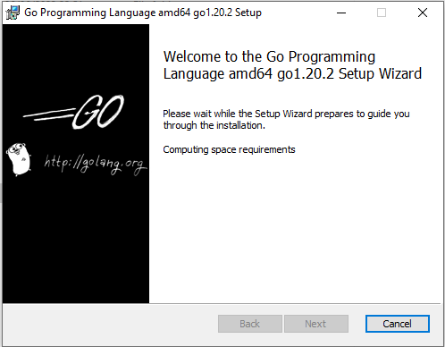 Go Programming Language amd64 go1.20.2 Setup
Welcome to the Go Programming
Language amd64 go1.20.2 Setup Wizard
GO
http://golang.org
Please wait while the Setup Wizard prepares to guide you
through the installation.
Computing space requirements
Back
Next
Cancel